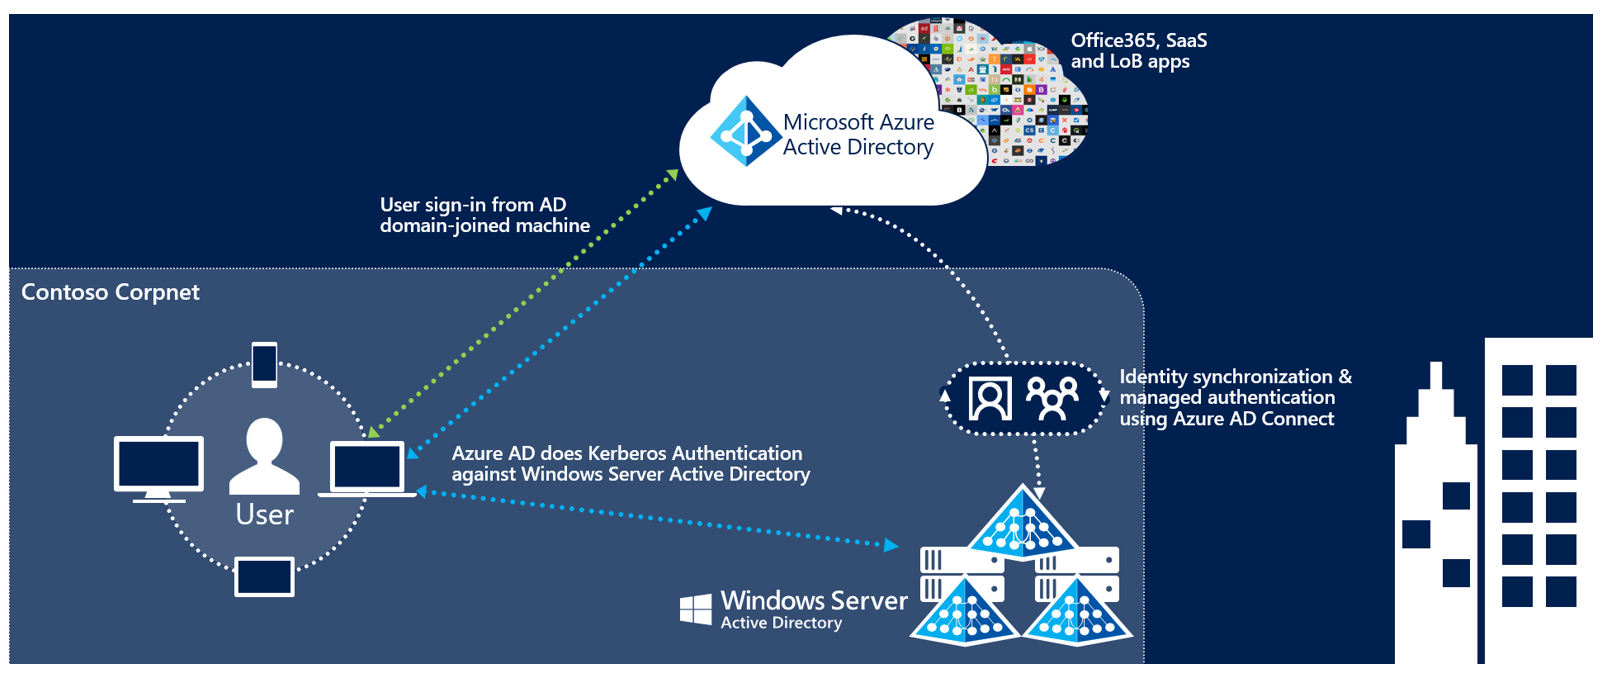 Office365, SaaS
and LoB apps
Microsoft Azure
Active Directory
User sign-in from AD
domain-joined machine
Contoso Corpnet
Identity synchronization &
managed authentication
using Azure AD Connect
Azure AD does Kerberos Authentication
against Windows Server Active Directory
User
Windows Server
Active Directory